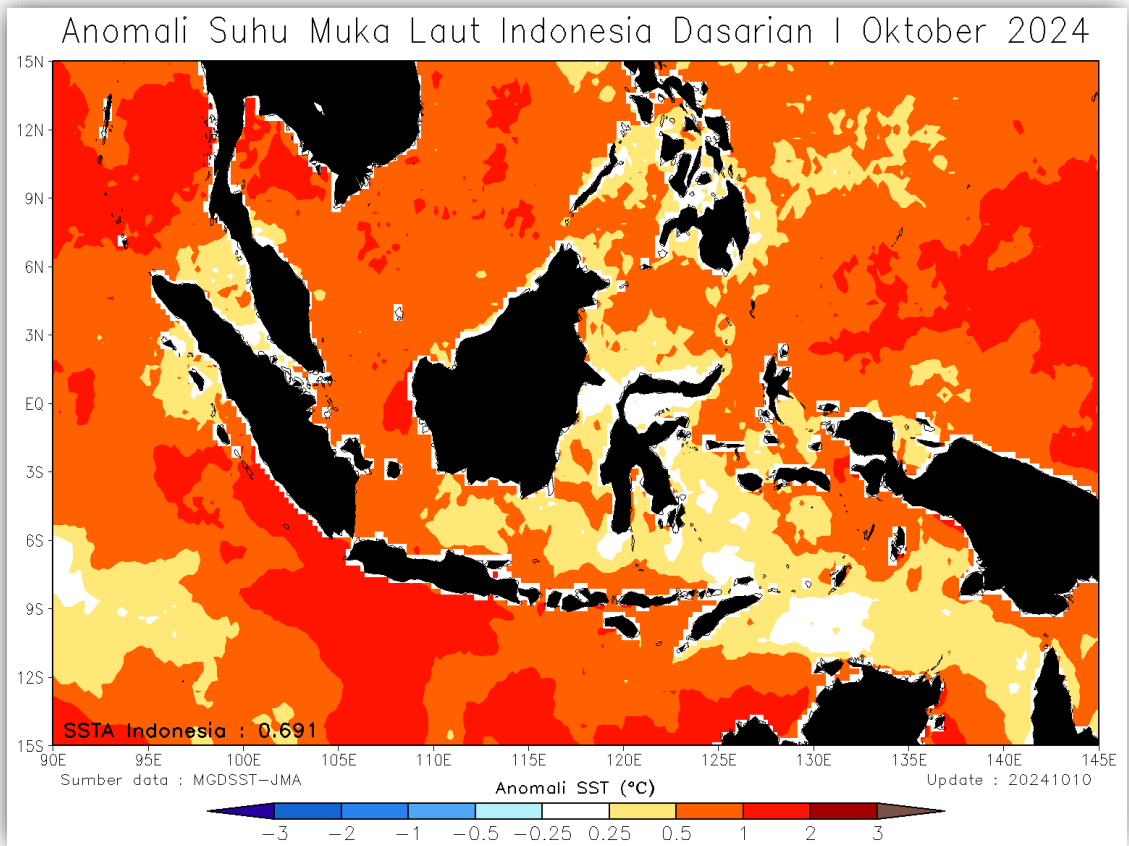 Anomali Suhu Muka Laut Indonesia Dasarian I Oktober 2024
15N
12N
9N
6N
3N
EQ
3S
6S
9S
12S
15S
SSTA Indonesia : 0.691
90E 95E 100E 105E 110E 115E 120E 125E 130E 135E 140E 145E
Sumber data : MGDSST-JMA
Update : 20241010
Anomali SST (°C)
-3 -2 -1 -0.5 -0.25 0.25 0.5 1 2 3